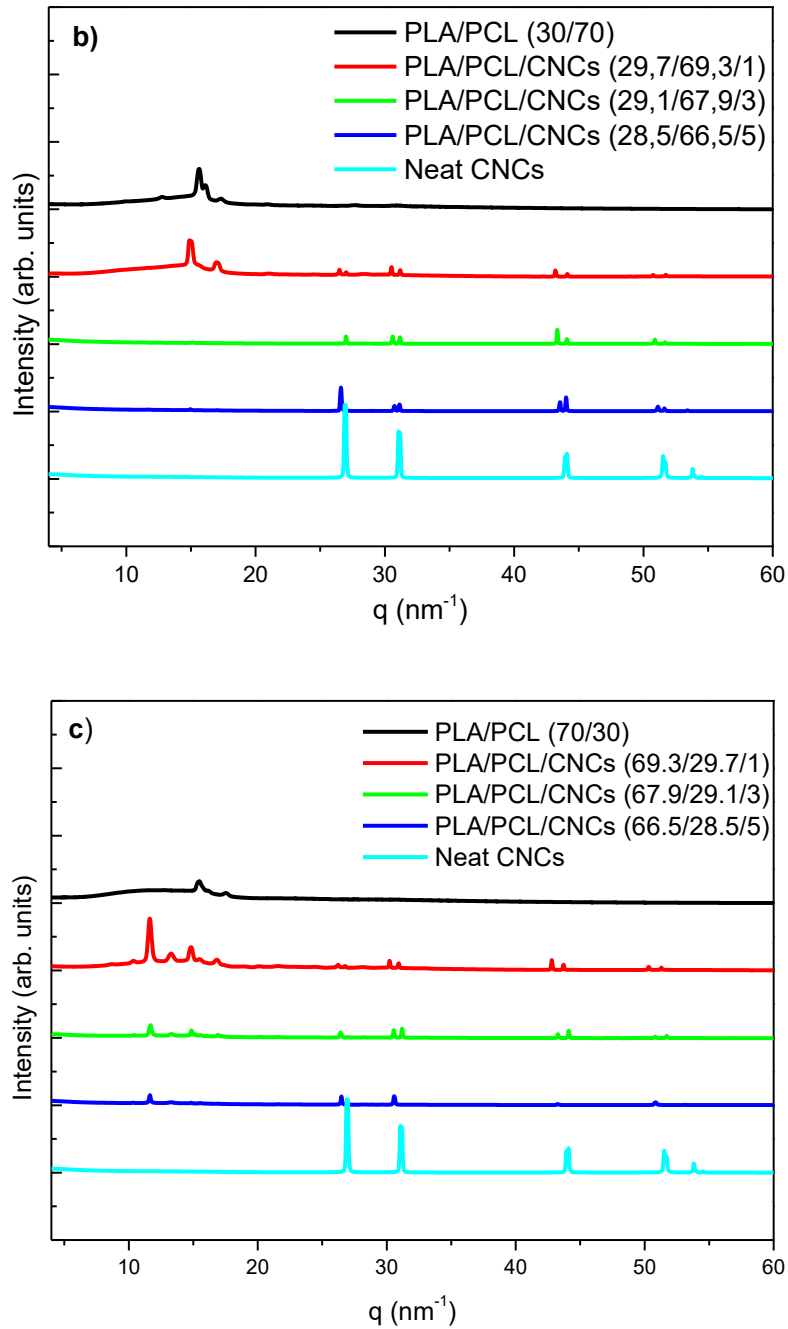 b)
PLA/PCL (30/70)
PLA/PCL/CNCs (29,7/69,3/1)
PLA/PCL/CNCs (29,1/67,9/3)
PLA/PCL/CNCs (28,5/66,5/5)
Neat CNCs
Intensity (arb. units)
10 20 30 40 50 60
q (nm-1)
c)
PLA/PCL (70/30)
PLA/PCL/CNCs (69.3/29.7/1)
PLA/PCL/CNCs (67.9/29.1/3)
PLA/PCL/CNCs (66.5/28.5/5)
Neat CNCs
Intensity (arb. units)
10 20 30 40 50 60
q (nm-1)